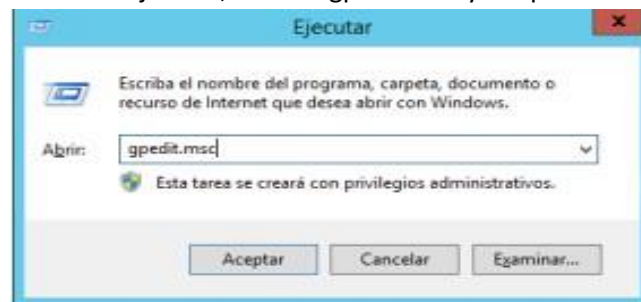 Ejecutar
Escriba el nombre del programa, carpeta, documento o
recurso de Internet que desea abrir con Windows.
Abrir:
gpedit.msc
Esta tarea se creará con privilegios administrativos.
Aceptar
Cancelar
Examinar...